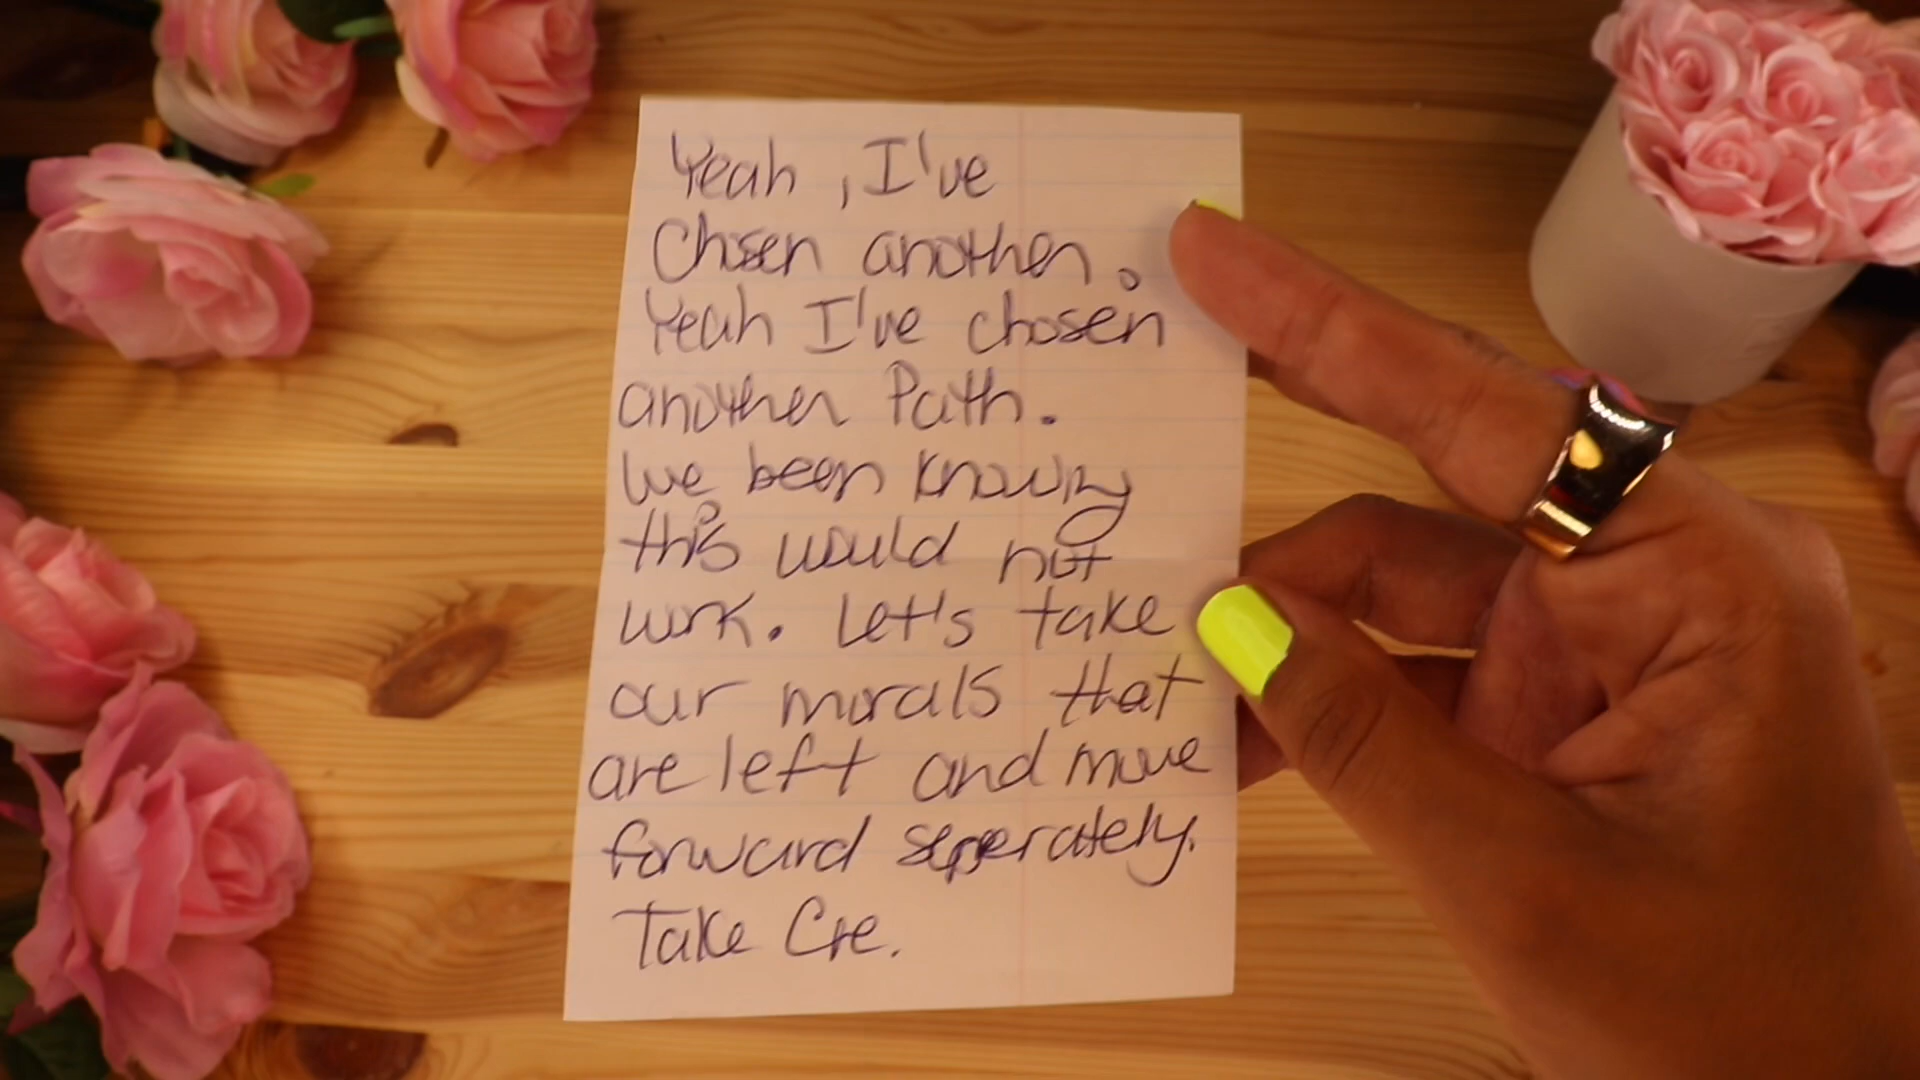 Yeah, I've
Chosen another.
Yeah I've chosen
another Path.
We been knowing
this would not
work. Let's take
our morals that
are left and move
forward seperately.
Take Cre.